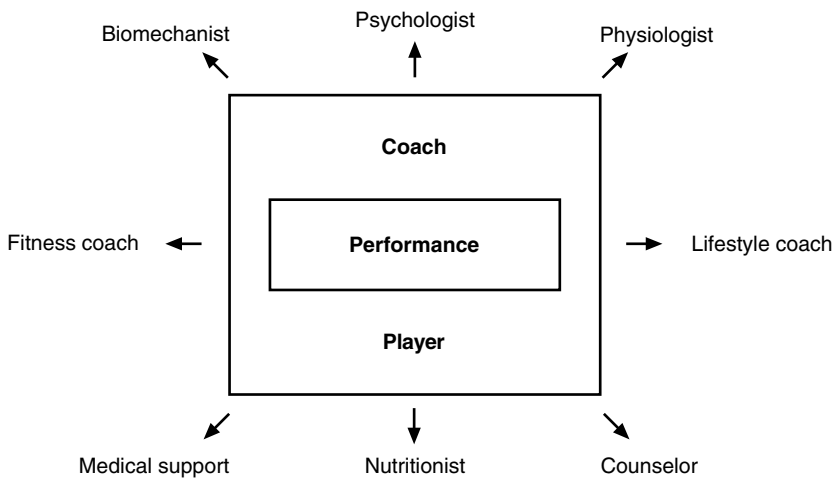 Psychologist
Biomechanist
Physiologist
Coach
Fitness coach
Performance
Lifestyle coach
Player
Medical support
Nutritionist
Counselor